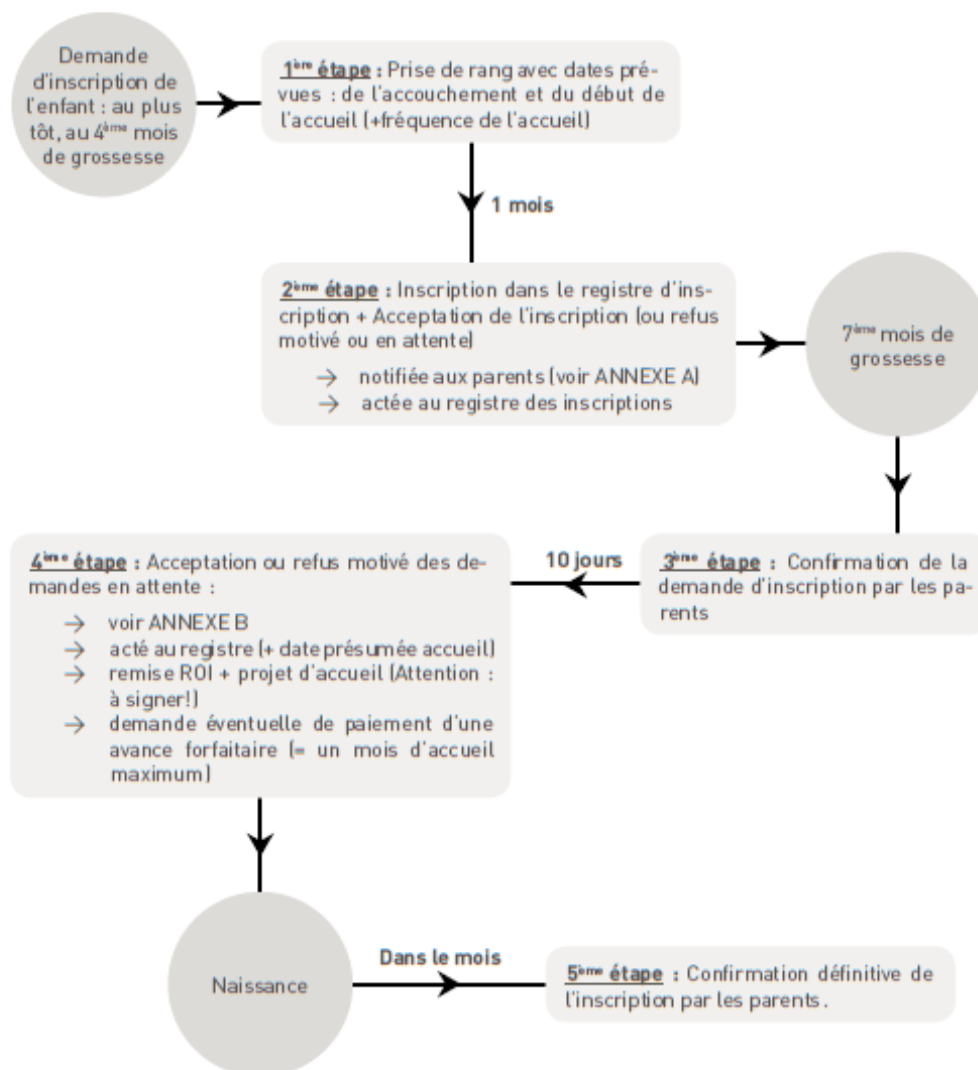 Demande
d'inscription de
l'enfant : au plus
tôt, au 4ème mois
de grossesse
1ère étape : Prise de rang avec dates pré-
vues : de l'accouchement et du début de
l'accueil (+fréquence de l'accueil)
1 mois
2ème étape : Inscription dans le registre d'ins-
cription + Acceptation de l'inscription (ou refus
motivé ou en attente)
→ notifiée aux parents (voir ANNEXE A)
→ actée au registre des inscriptions
7ème mois de
grossesse
3ème étape : Confirmation de la
demande d'inscription par les pa-
rents
10 jours
4ème étape : Acceptation ou refus motivé des de-
mandes en attente :
→ voir ANNEXE B
→ acté au registre (+ date présumée accueil)
→ remise ROI + projet d'accueil (Attention :
à signer!)
→ demande éventuelle de paiement d'une
avance forfaitaire (= un mois d'accueil
maximum)
Naissance
Dans le mois
5ème étape : Confirmation définitive de
l'inscription par les parents.